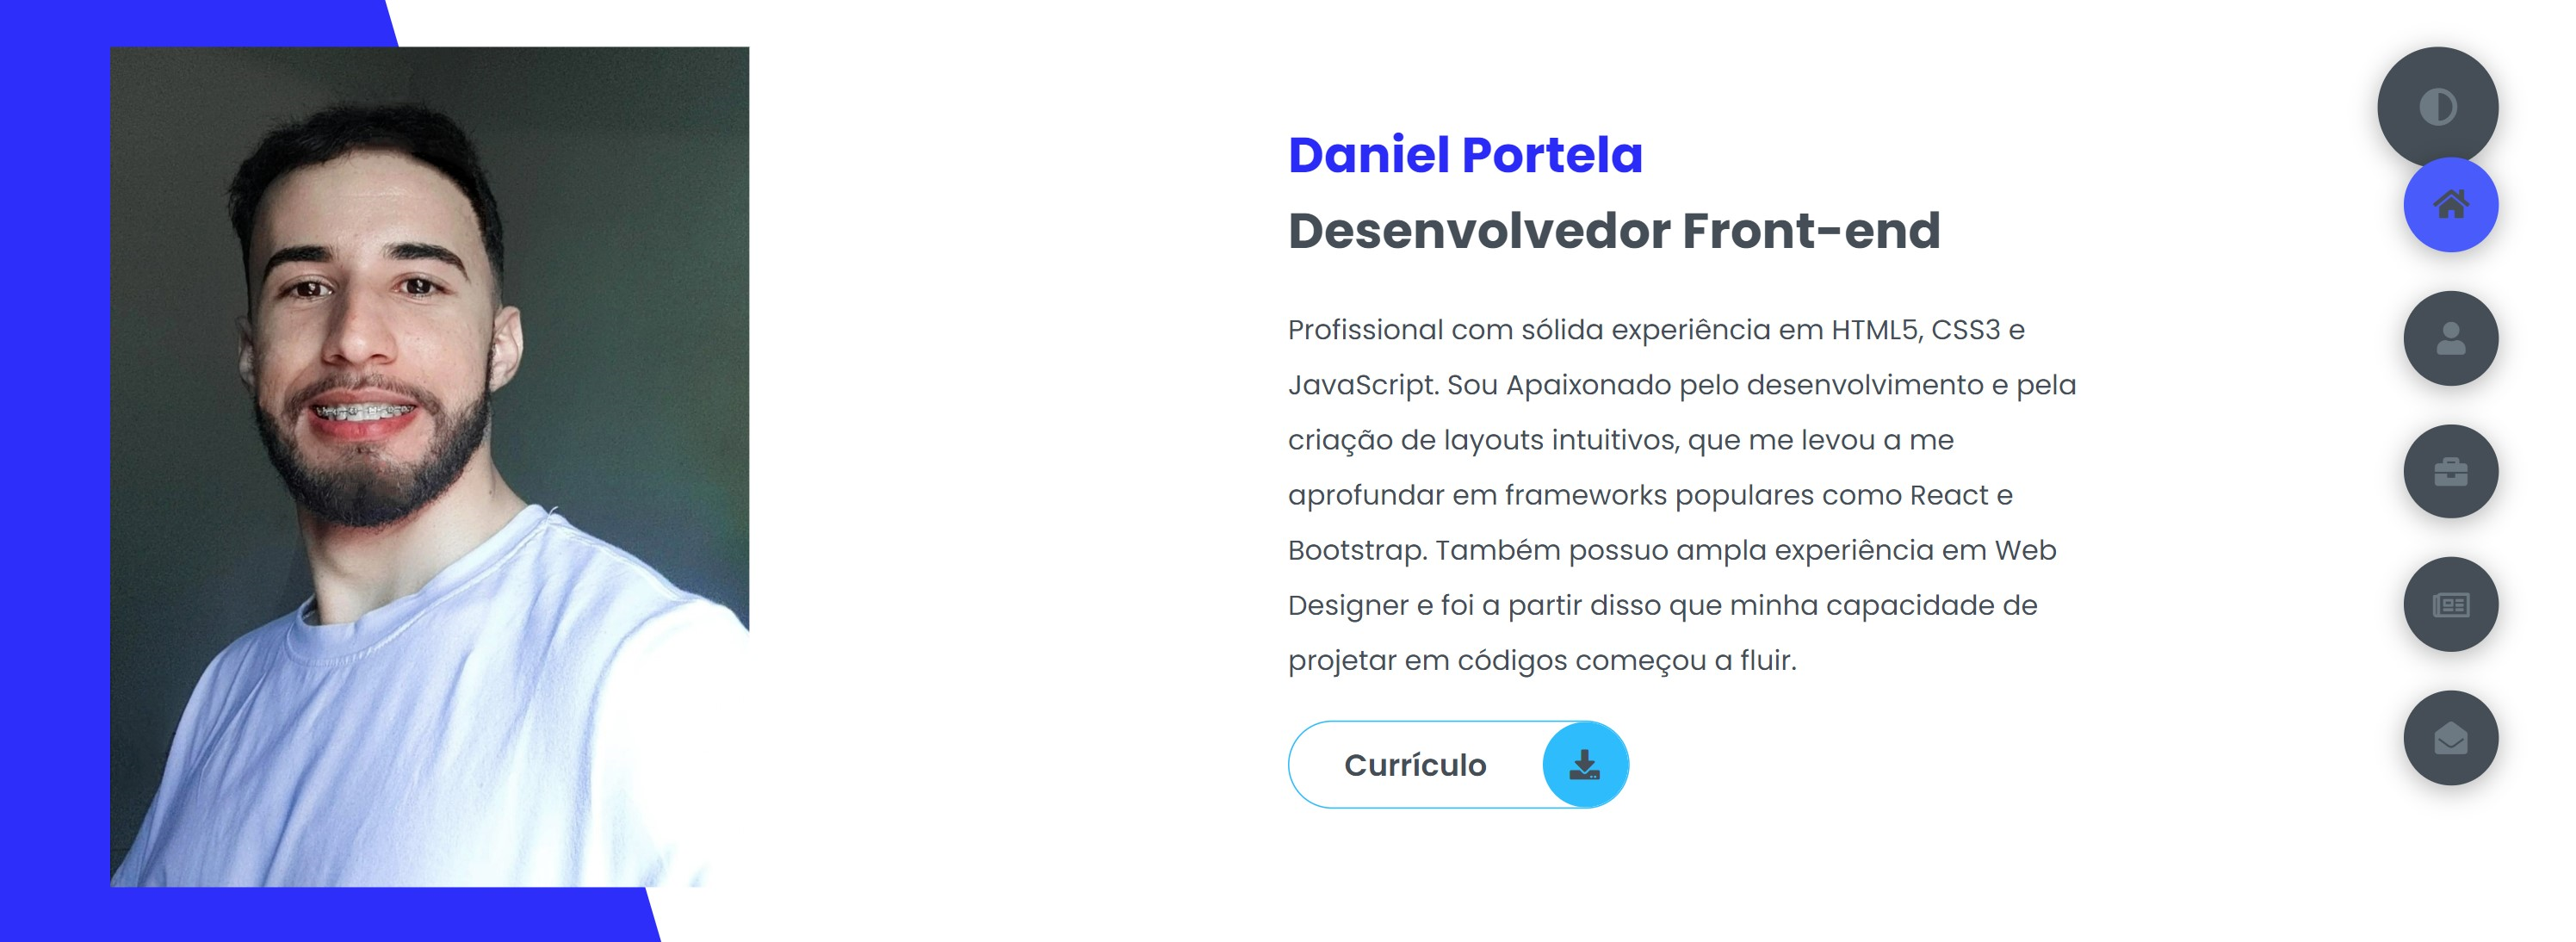 Daniel Portela
Desenvolvedor Front-end
Profissional com sólida experiência em HTML5, CSS3 e
JavaScript. Sou Apaixonado pelo desenvolvimento e pela
criação de layouts intuitivos, que me levou a me
aprofundar em frameworks populares como React e
Bootstrap. Também possuo ampla experiência em Web
Designer e foi a partir disso que minha capacidade de
projetar em códigos começou a fluir.
Currículo